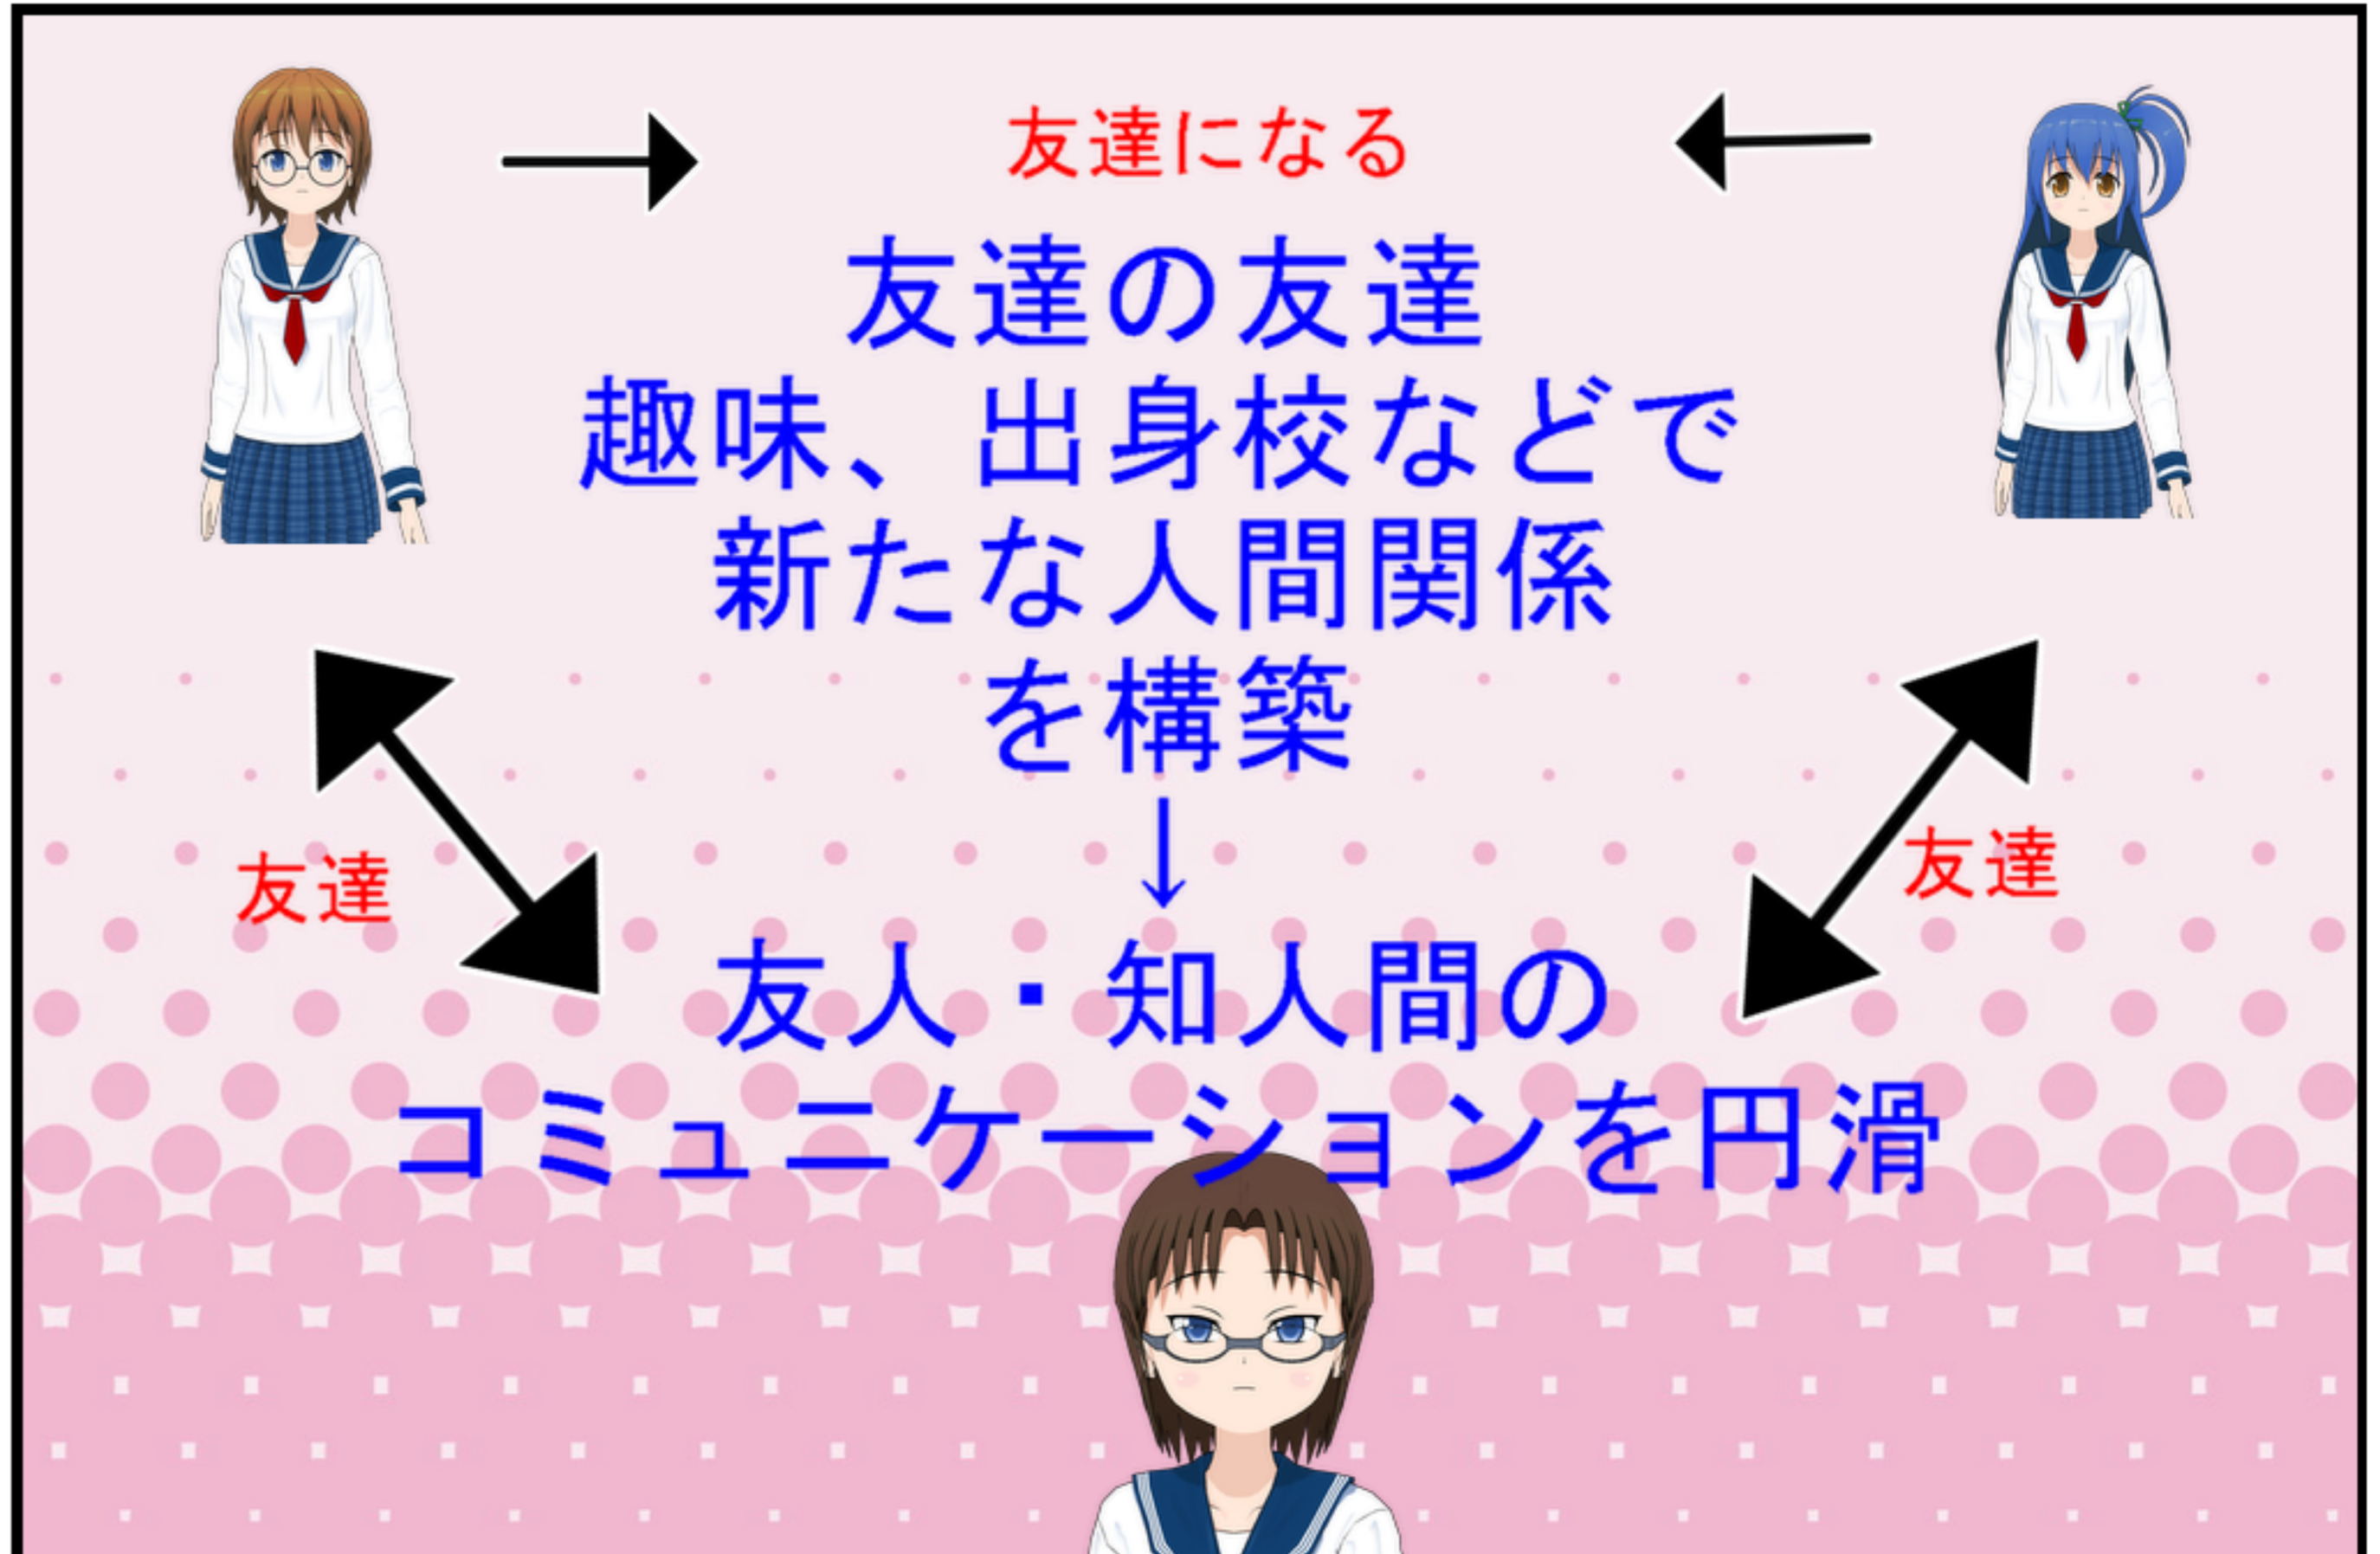 友達になる
友達の友達
趣味、出身校などで
新たな人間関係
を構築
↓
友達
友達
友人・知人間の
コミュニケーションを円滑